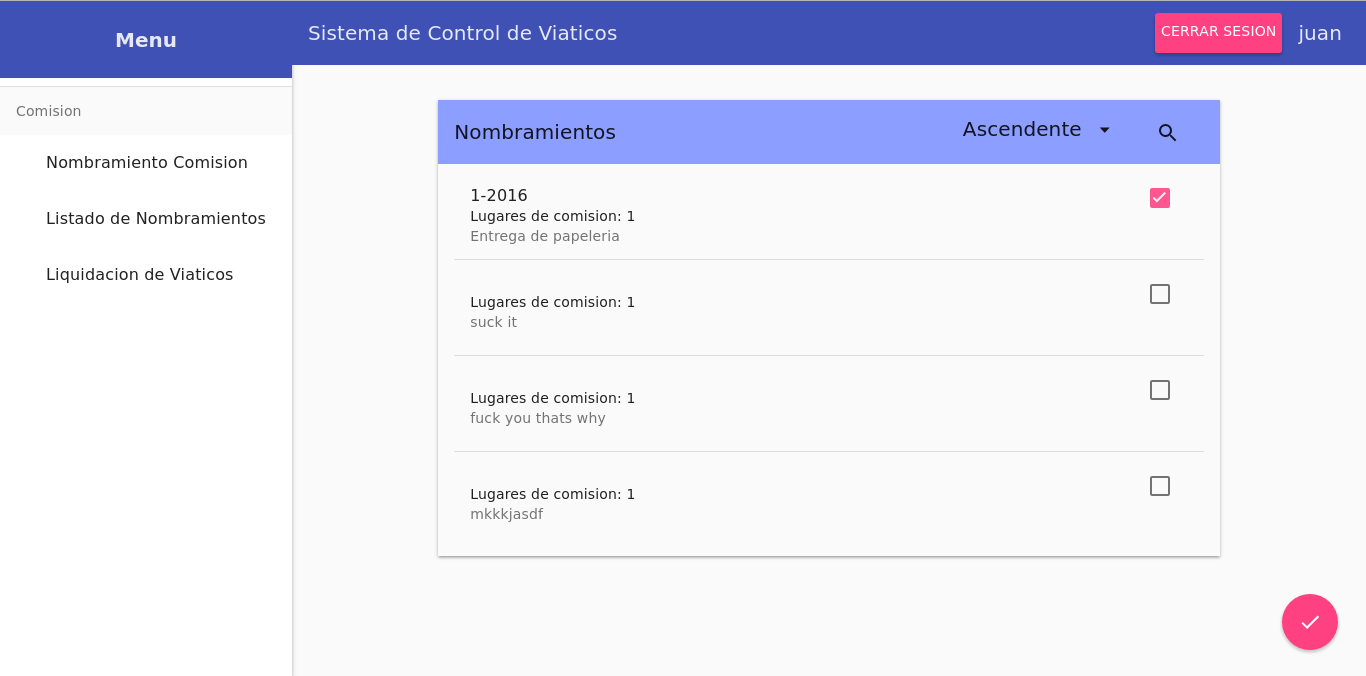 Menu
Sistema de Control de Viaticos
CERRAR SESION
juan
Comision
Nombramiento Comision
Listado de Nombramientos
Liquidacion de Viaticos
Nombramientos
Ascendente
1-2016
Lugares de comision: 1
Entrega de papeleria
Lugares de comision: 1
suck it
Lugares de comision: 1
fuck you thats why
Lugares de comision: 1
mkkkjasdf